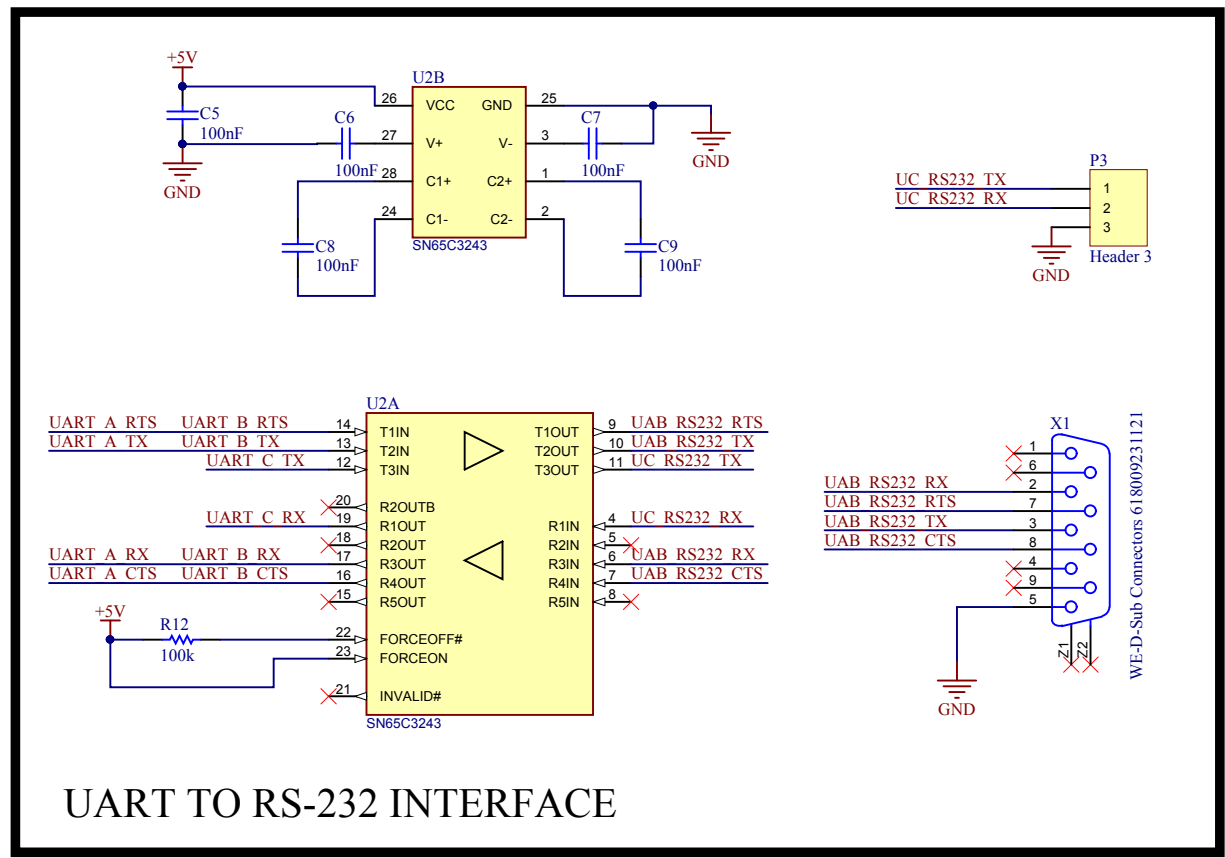 +5V
U2B
26 VCC GND 25
C5
100nF
C6
100nF
27 V+ V- 3
C7
100nF
GND
GND
28 C1+ C2+ 1
24 C1- C2- 2
SN65C3243
C8
100nF
C9
100nF
P3
UC_RS232_TX 1
UC_RS232_RX 2
3
GND
Header 3
U2A
UART_A_RTS UART_B_RTS 14 T1IN T1OUT 9 UAB_RS232_RTS
UART_A_TX UART_B_TX 13 T2IN T2OUT 10 UAB_RS232_TX
UART_C_TX 12 T3IN T3OUT 11 UC_RS232_TX
20 R2OUTB
UART_C_RX 19 R1OUT R1IN 4 UC_RS232_RX
18 R2OUT R2IN 5
UART_A_RX UART_B_RX 17 R3OUT R3IN 6 UAB_RS232_RX
UART_A_CTS UART_B_CTS 16 R4OUT R4IN 7 UAB_RS232_CTS
15 R5OUT R5IN 8
+5V
R12
100k
22 FORCEOFF#
23 FORCEON
21 INVALID#
SN65C3243
X1
1
6
UAB_RS232_RX 2
UAB_RS232_RTS 7
UAB_RS232_TX 3
UAB_RS232_CTS 8
4
9
5
Z1
Z2
GND
WE-D-Sub Connectors 618009231121
UART TO RS-232 INTERFACE